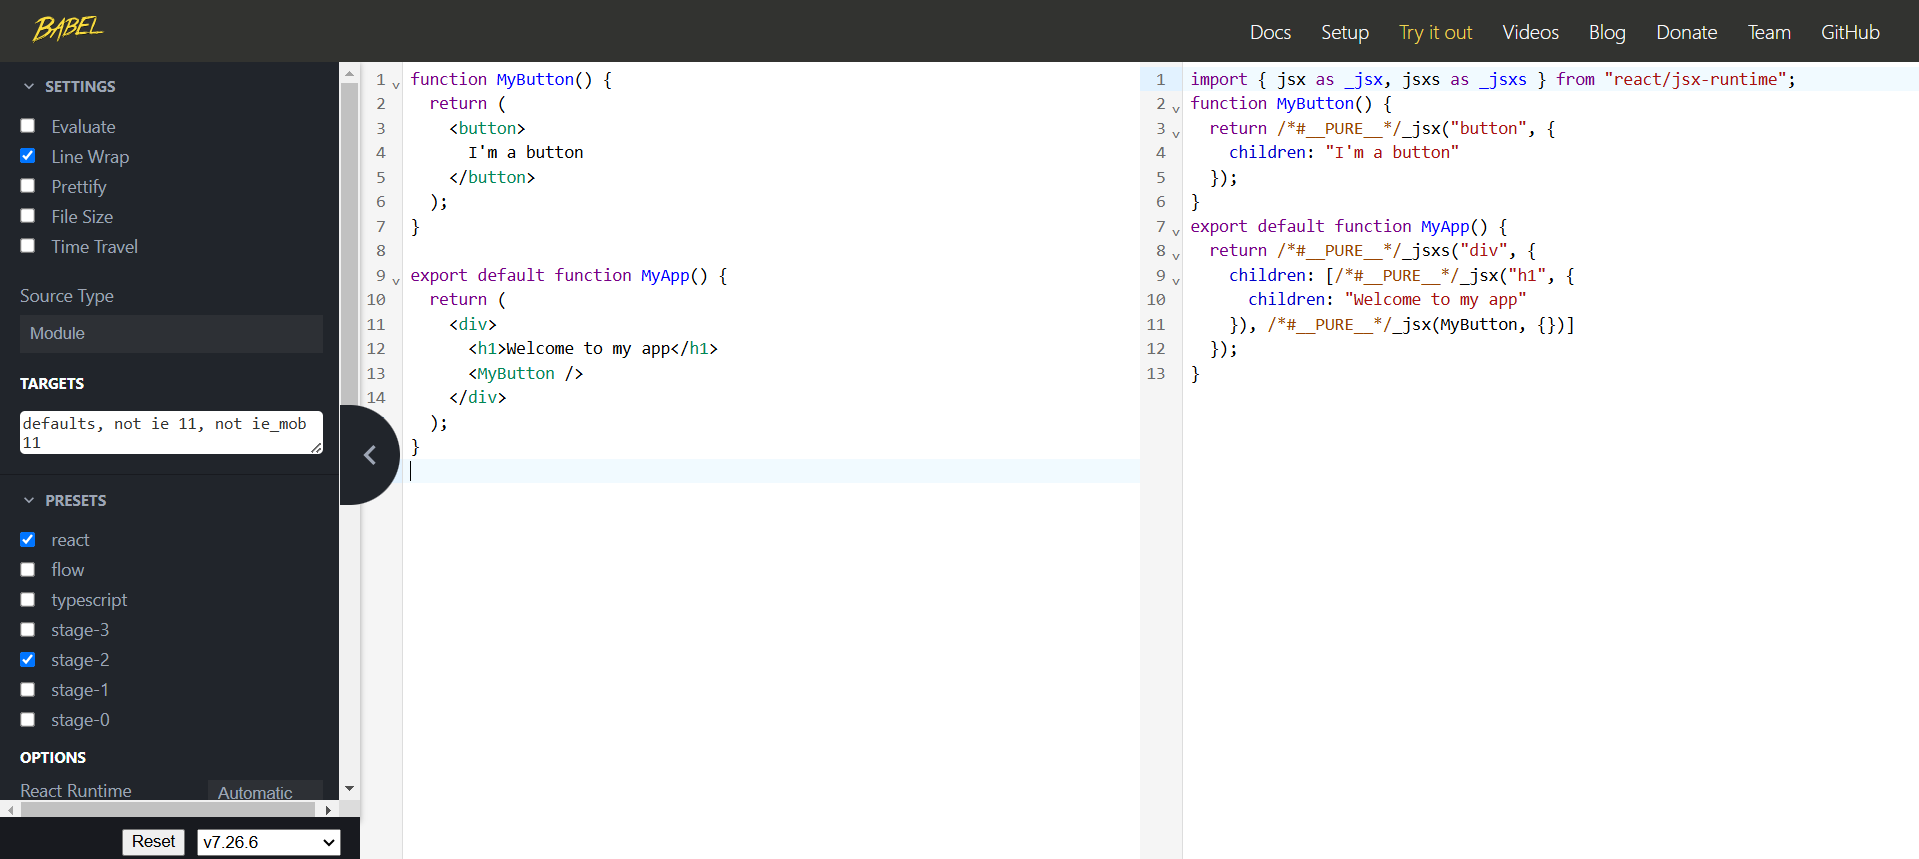 BABEL
Docs Setup Try it out Videos Blog Donate Team GitHub
SETTINGS
Evaluate
Line Wrap
Prettify
File Size
Time Travel
Source Type
Module
TARGETS
defaults, not ie 11, not ie_mob
11
PRESETS
react
flow
typescript
stage-3
stage-2
stage-1
stage-0
OPTIONS
React Runtime Automatic
Reset v7.26.6
1 function MyButton() {
2   return (
3     <button>
4       I'm a button
5     </button>
6   );
7 }
8
9 export default function MyApp() {
10   return (
11     <div>
12       <h1>Welcome to my app</h1>
13       <MyButton />
14     </div>
  );
}
1 import { jsx as _jsx, jsxs as _jsxs } from "react/jsx-runtime";
2 function MyButton() {
3   return /*#__PURE__*/_jsx("button", {
4     children: "I'm a button"
5   });
6 }
7 export default function MyApp() {
8   return /*#__PURE__*/_jsxs("div", {
9     children: [/*#__PURE__*/_jsx("h1", {
10       children: "Welcome to my app"
11     }), /*#__PURE__*/_jsx(MyButton, {})]
12   });
13 }